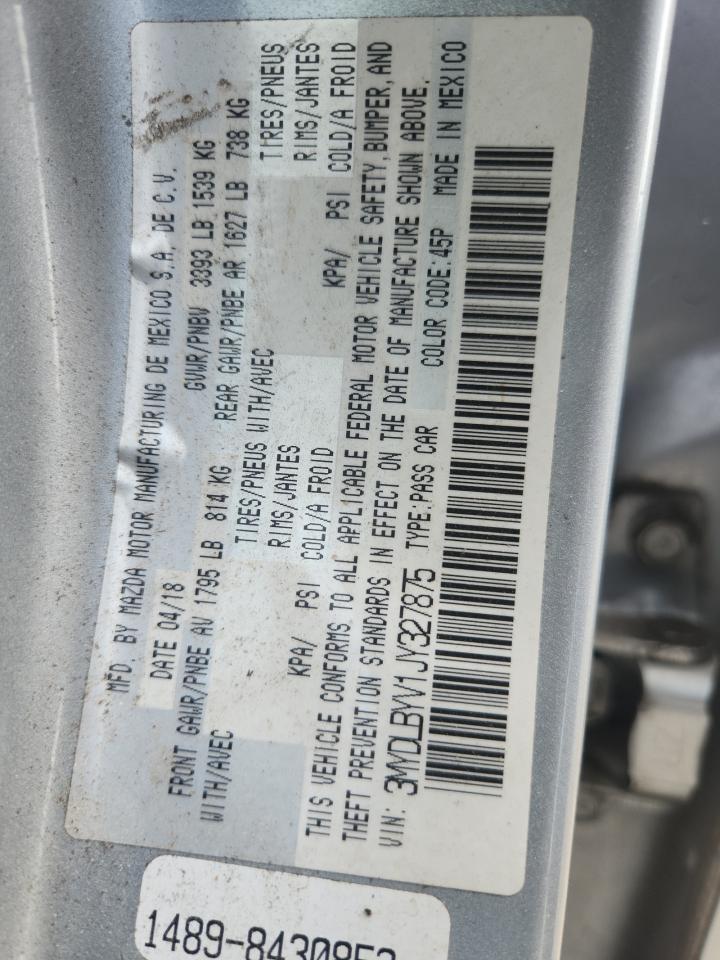 MFD. BY MAZDA MOTOR MANUFACTURING DE MEXICO S.A. DE C.V.
DATE 04/18 GVWR/PNBV 3393 LB 1539 KG
FRONT GAWR/PNBE AV 1795 LB 814 KG REAR GAWR/PNBE AR 1627 LB 738 KG
WITH/AVEC TIRES/PNEUS WITH/AVEC TIRES/PNEUS
RIMS/JANTES RIMS/JANTES
KPA/ PSI COLD/A FROID KPA/ PSI COLD/A FROID
THIS VEHICLE CONFORMS TO ALL APPLICABLE FEDERAL MOTOR VEHICLE SAFETY, BUMPER, AND
THEFT PREVENTION STANDARDS IN EFFECT ON THE DATE OF MANUFACTURE SHOWN ABOVE.
VIN: 3MYDLBYV1JY327875 TYPE:PASS CAR COLOR CODE:45P MADE IN MEXICO